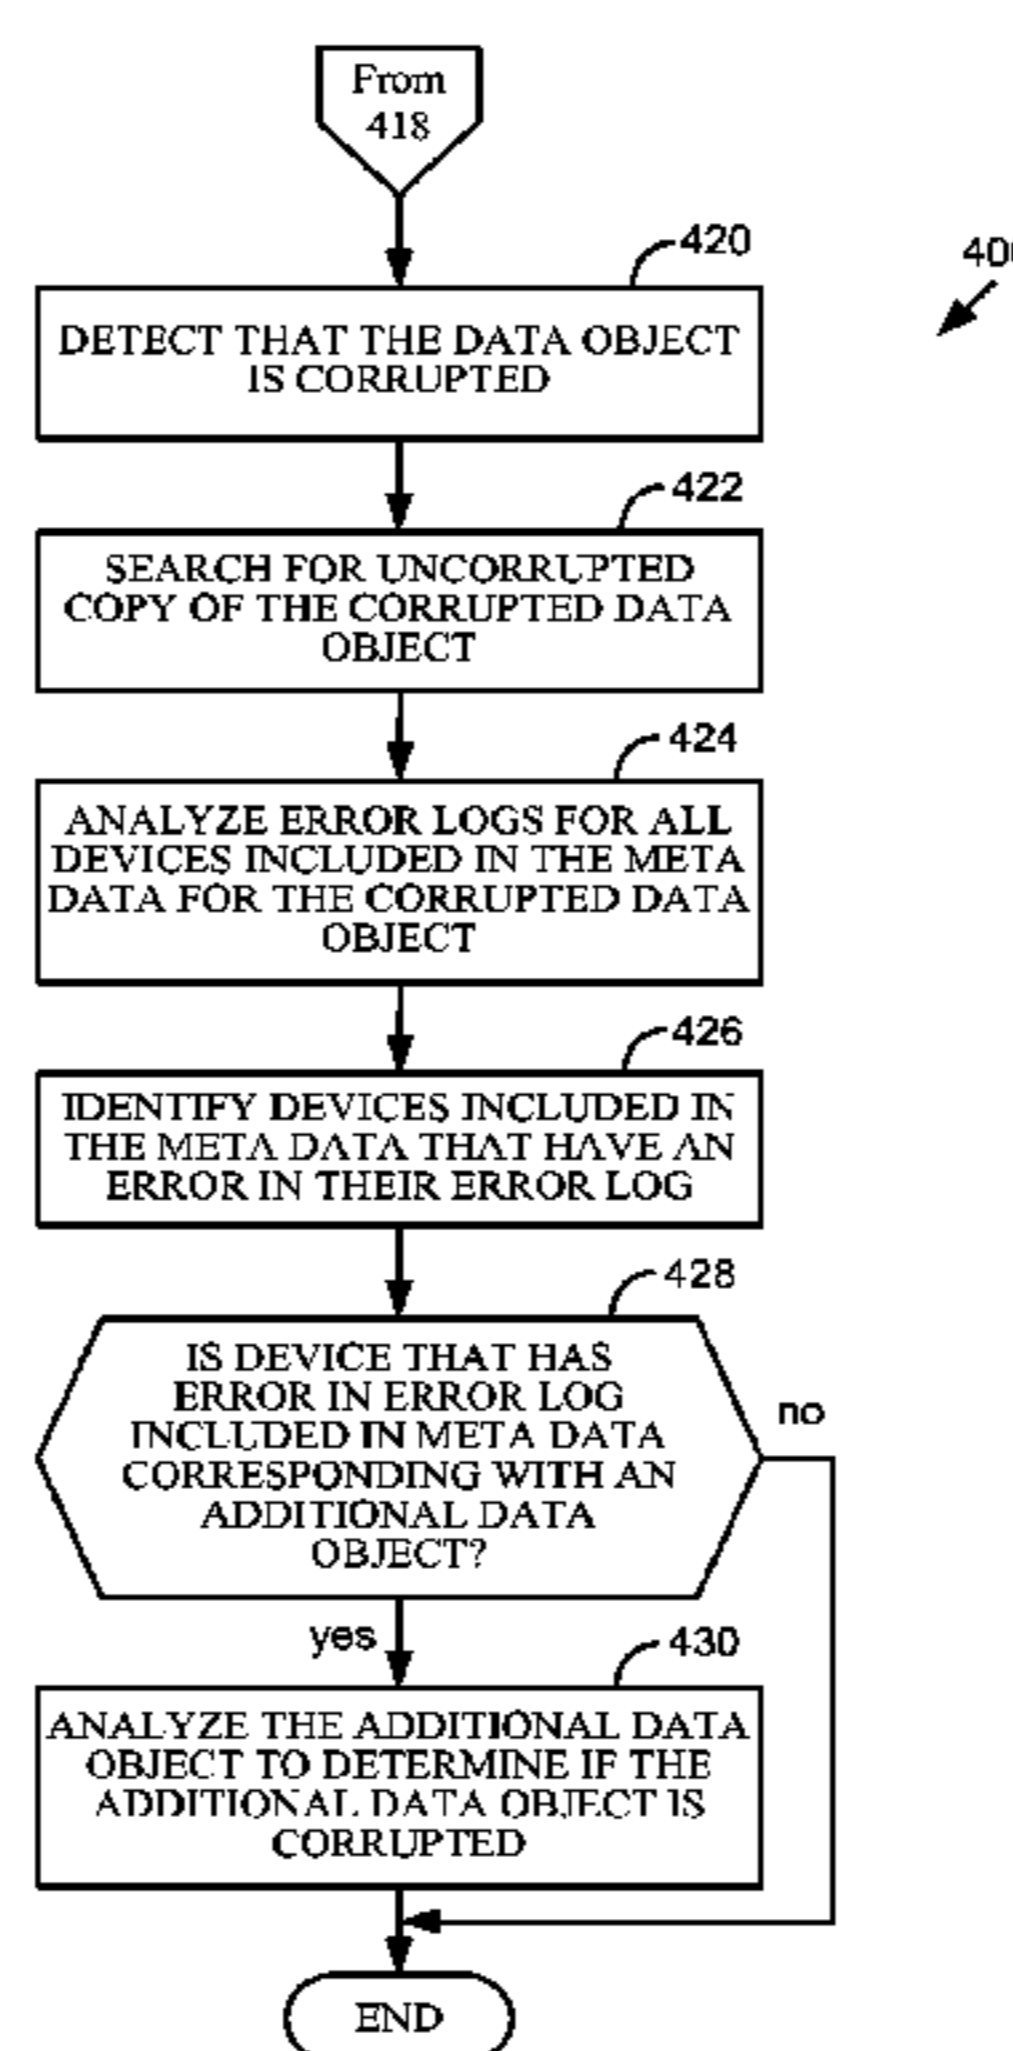 From
418
420
DETECT THAT THE DATA OBJECT
IS CORRUPTED
422
SEARCH FOR UNCORRUPTED
COPY OF THE CORRUPTED DATA
OBJECT
424
ANALYZE ERROR LOGS FOR ALL
DEVICES INCLUDED IN THE META
DATA FOR THE CORRUPTED DATA
OBJECT
426
IDENTIFY DEVICES INCLUDED IN
THE META DATA THAT HAVE AN
ERROR IN THEIR ERROR LOG
428
IS DEVICE THAT HAS
ERROR IN ERROR LOG
INCLUDED IN META DATA
CORRESPONDING WITH AN
ADDITIONAL DATA
OBJECT?
no
yes
430
ANALYZE THE ADDITIONAL DATA
OBJECT TO DETERMINE IF THE
ADDITIONAL DATA OBJECT IS
CORRUPTED
END